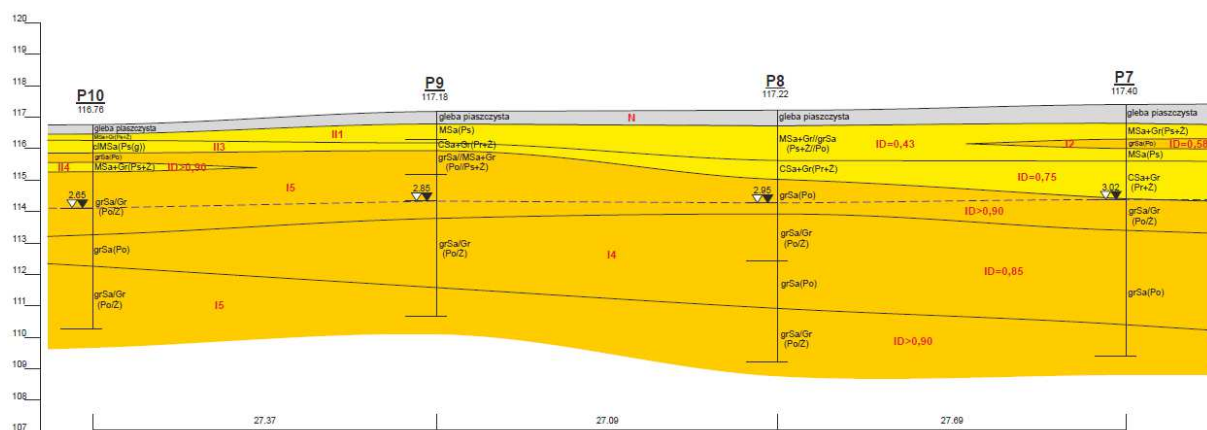 120
119
118
117
116
115
114
113
112
111
110
109
108
107
P10
116.76
gleba piaszczysta
MSa+Gr(Ps+Ż)
clMSa(Ps(g))
grSa(Po)
MSa+Gr(Ps+Ż)
2.65
grSa/Gr
(Po/Ż)
grSa(Po)
grSa/Gr
(Po/Ż)
II1
II3
II4
ID>0,90
I5
I5
P9
117.18
gleba piaszczysta
MSa(Ps)
CSa+Gr(Pr+Ż)
grSa//MSa+Gr
(Po//Ps+Ż)
2.85
grSa/Gr
(Po/Ż)
N
I4
P8
117.22
gleba piaszczysta
MSa+Gr//grSa
(Ps+Ż//Po)
CSa+Gr(Pr+Ż)
grSa(Po)
2.95
grSa/Gr
(Po/Ż)
grSa(Po)
grSa/Gr
(Po/Ż)
ID=0,43
I2
ID=0,75
ID>0,90
ID=0,85
ID>0,90
P7
117.40
gleba piaszczysta
MSa+Gr(Ps+Ż)
grSa(Po)
ID=0,58
MSa(Ps)
CSa+Gr
(Pr+Ż)
3.02
grSa/Gr
(Po/Ż)
grSa(Po)
27.37
27.09
27.69